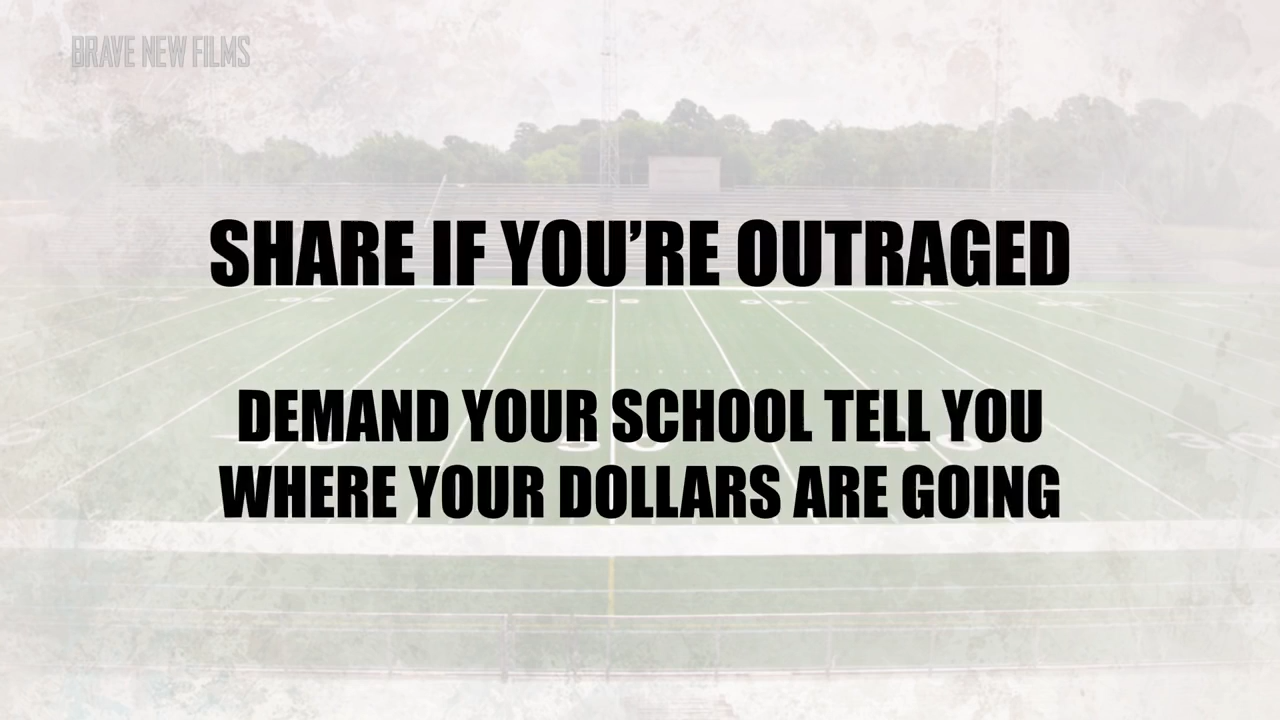 BRAVE NEW FILMS
SHARE IF YOU'RE OUTRAGED
DEMAND YOUR SCHOOL TELL YOU
WHERE YOUR DOLLARS ARE GOING